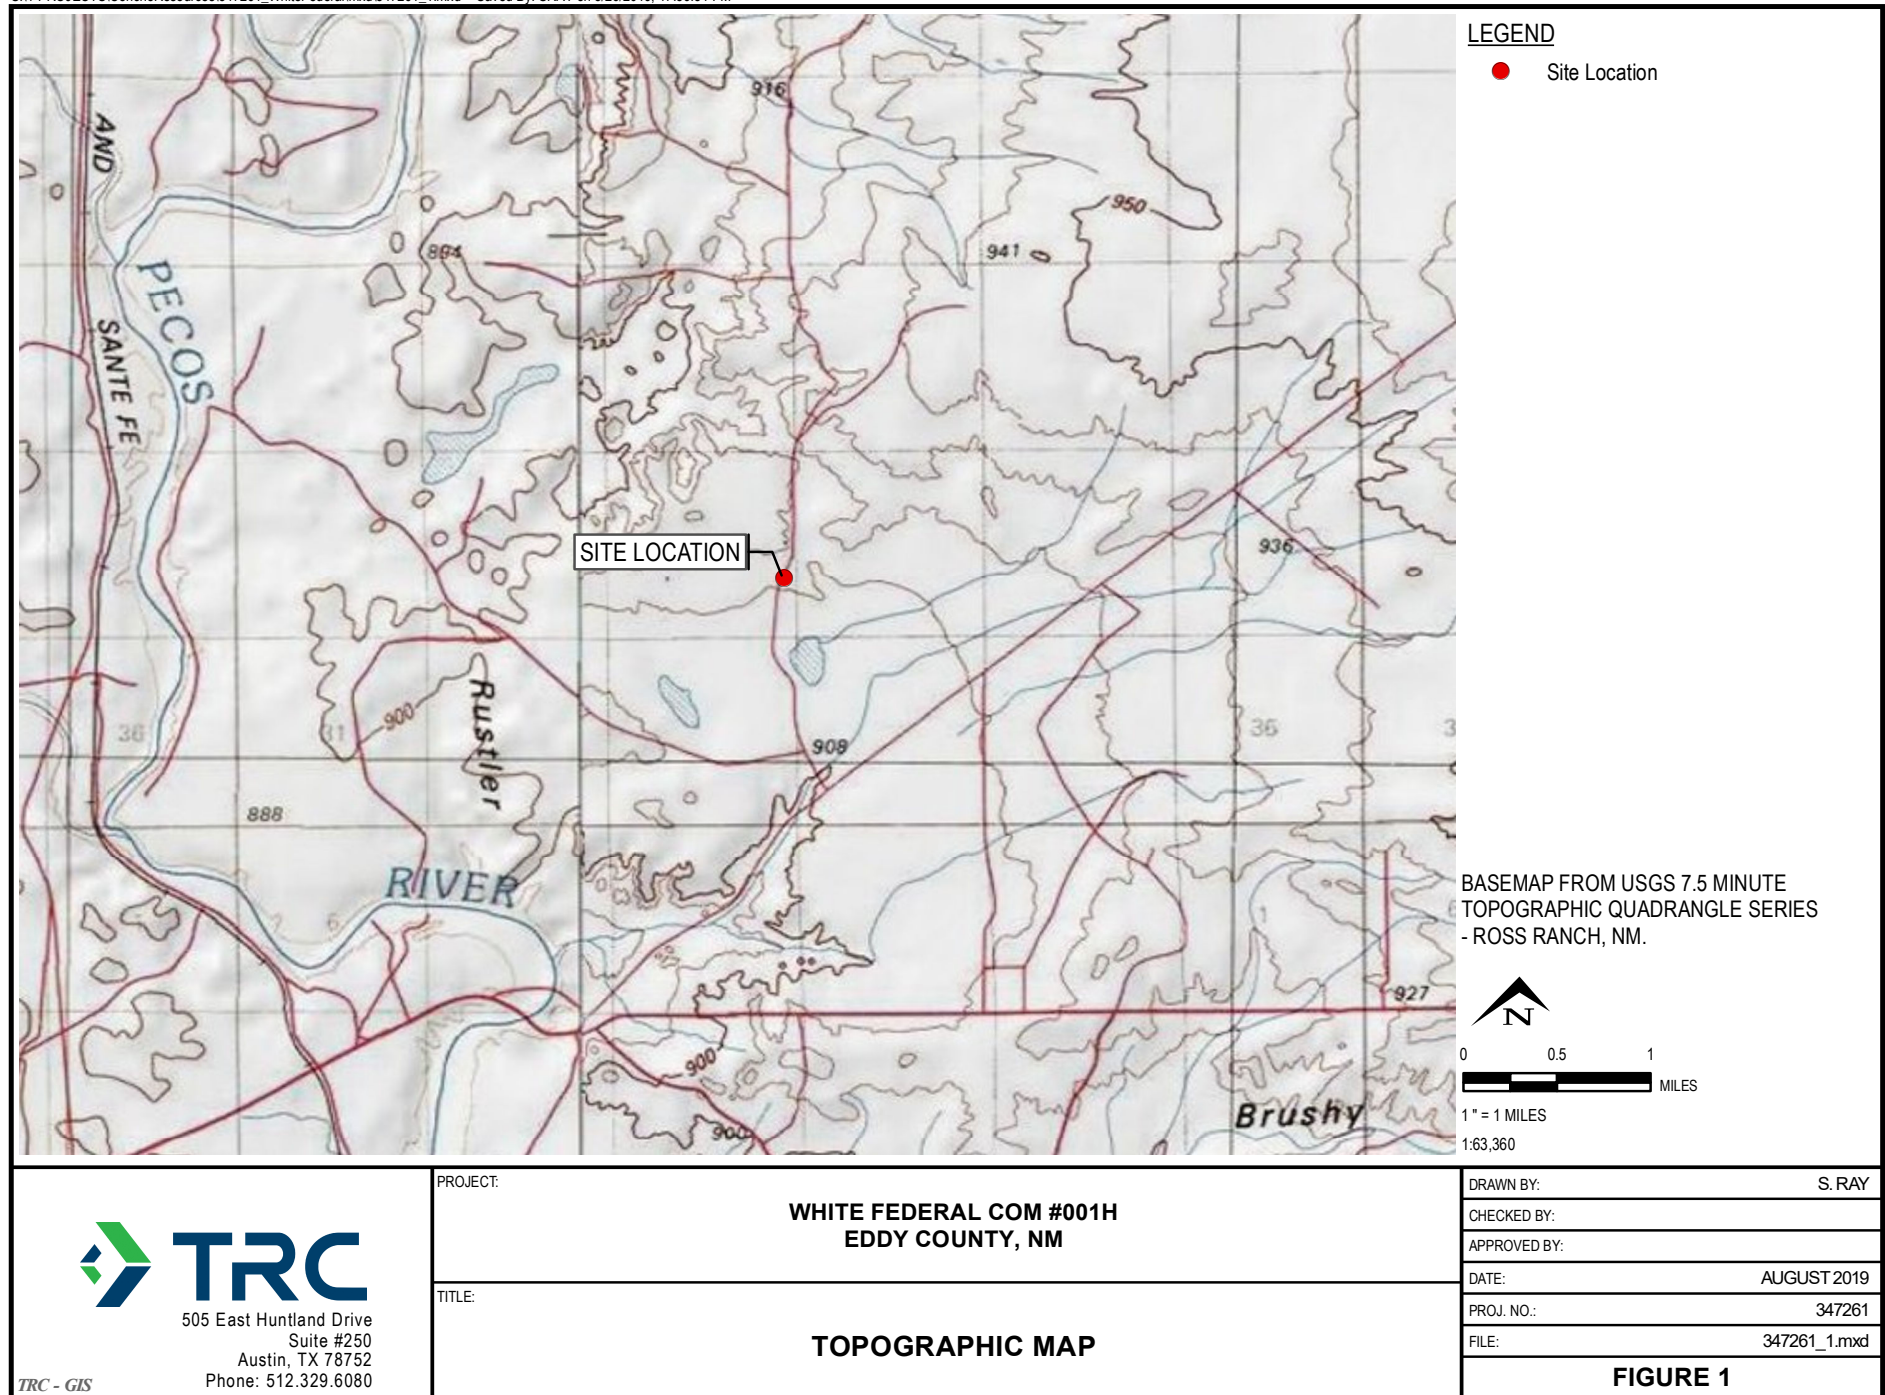 LEGEND
Site Location
916
AND
950
894
941
PECOS
SANTE FE
SITE LOCATION
936
Rustler
900
36
31
36
908
888
RIVER
6
1
927
900
Brushy
900
BASEMAP FROM USGS 7.5 MINUTE
TOPOGRAPHIC QUADRANGLE SERIES
- ROSS RANCH, NM.
N
0 0.5 1
MILES
1 " = 1 MILES
1:63,360
TRC
505 East Huntland Drive
Suite #250
Austin, TX 78752
Phone: 512.329.6080
TRC - GIS
PROJECT:
WHITE FEDERAL COM #001H
EDDY COUNTY, NM
TITLE:
TOPOGRAPHIC MAP
DRAWN BY: S. RAY
CHECKED BY:
APPROVED BY:
DATE: AUGUST 2019
PROJ. NO.: 347261
FILE: 347261_1.mxd
FIGURE 1